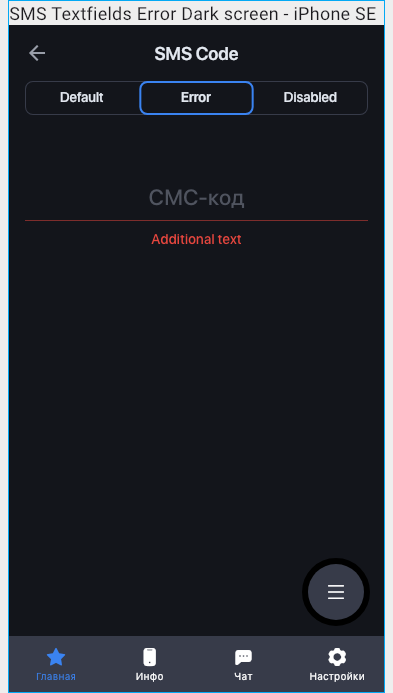 SMS Textfields Error Dark screen - iPhone SE
SMS Code
Default Error Disabled
СМС-код
Additional text
Главная Инфо Чат Настройки